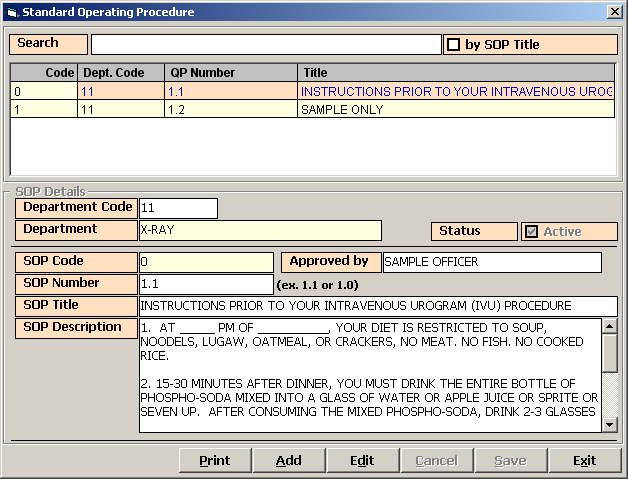 Standard Operating Procedure
Search by SOP Title
Code Dept. Code QP Number Title
0 11 1.1 INSTRUCTIONS PRIOR TO YOUR INTRAVENOUS UROG
1 11 1.2 SAMPLE ONLY
SOP Details
Department Code 11
Department X-RAY Status Active
SOP Code 0 Approved by SAMPLE OFFICER
SOP Number 1.1 (ex. 1.1 or 1.0)
SOP Title INSTRUCTIONS PRIOR TO YOUR INTRAVENOUS UROGRAM (IVU) PROCEDURE
SOP Description 1. AT _____ PM OF __________, YOUR DIET IS RESTRICTED TO SOUP,
NOODELS, LUGAW, OATMEAL, OR CRACKERS, NO MEAT. NO FISH. NO COOKED
RICE.
2. 15-30 MINUTES AFTER DINNER, YOU MUST DRINK THE ENTIRE BOTTLE OF
PHOSPHO-SODA MIXED INTO A GLASS OF WATER OR APPLE JUICE OR SPRITE OR
SEVEN UP. AFTER CONSUMING THE MIXED PHOSPHO-SODA, DRINK 2-3 GLASSES
Print Add Edit Cancel Save Exit